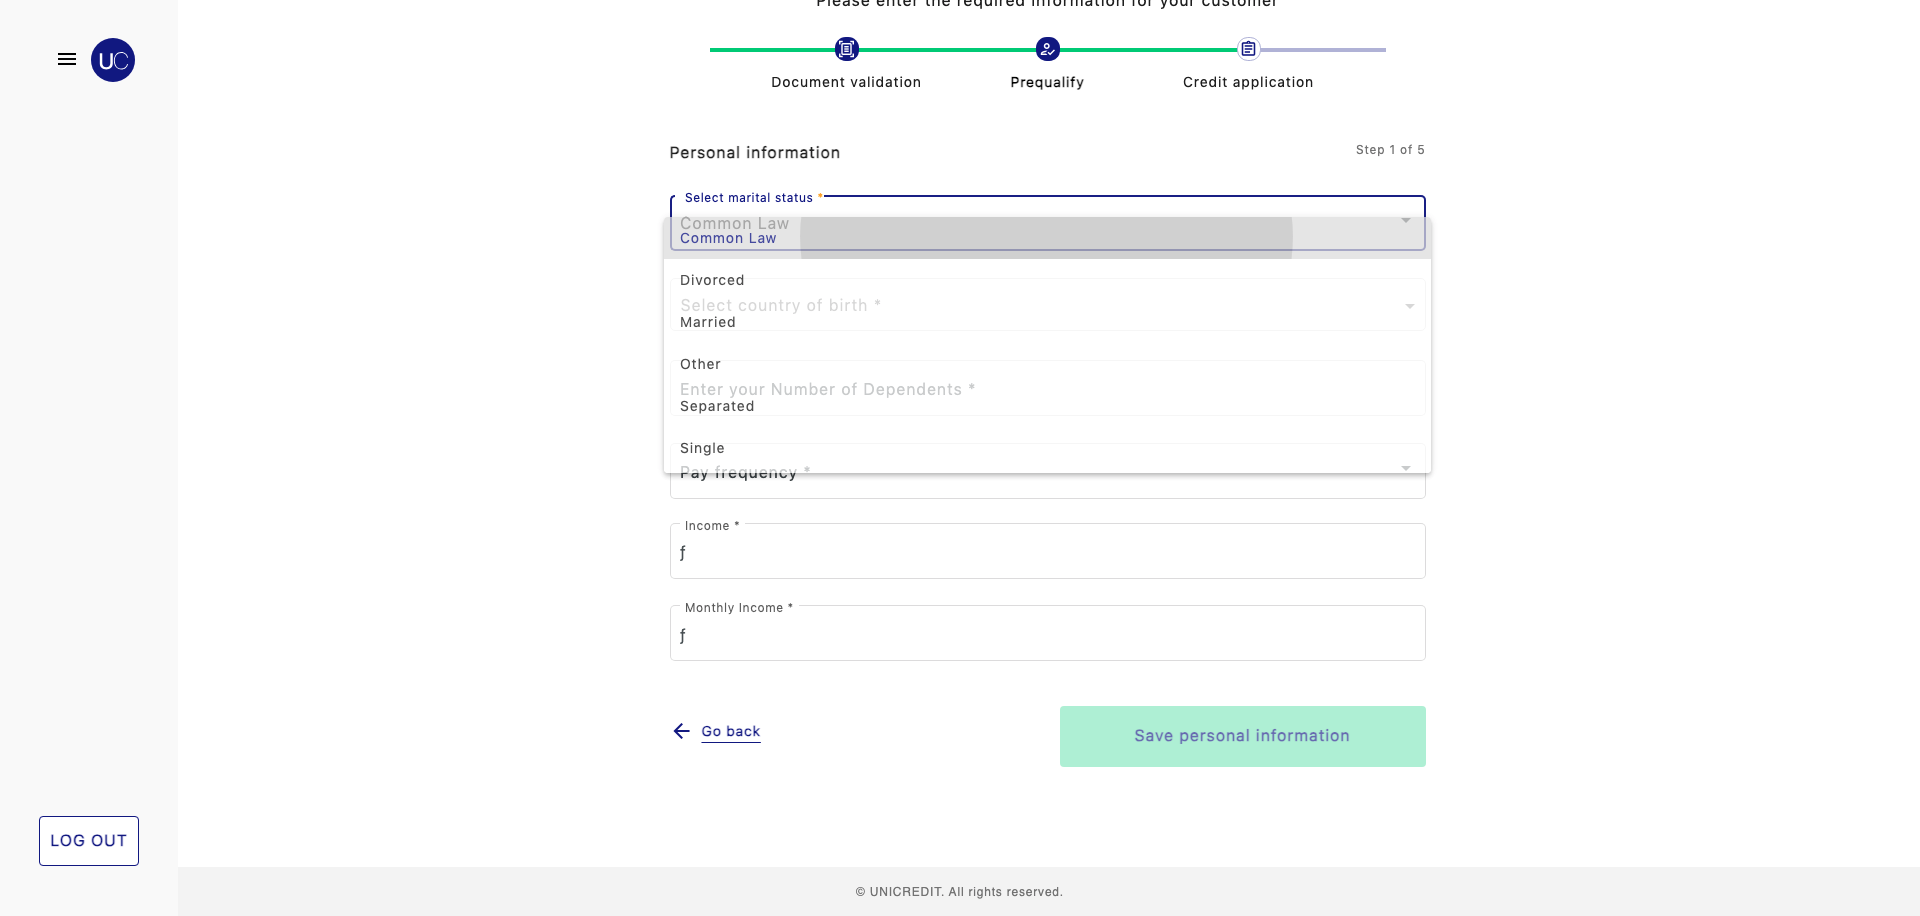 Please enter the required information for your customer
UC
Document validation
Prequalify
Credit application
Personal information
Step 1 of 5
Select marital status *
Common Law
Common Law
Divorced
Select country of birth *
Married
Other
Enter your Number of Dependents *
Separated
Single
Pay frequency *
Income *
ƒ
Monthly Income *
ƒ
Go back
Save personal information
LOG OUT
© UNICREDIT. All rights reserved.